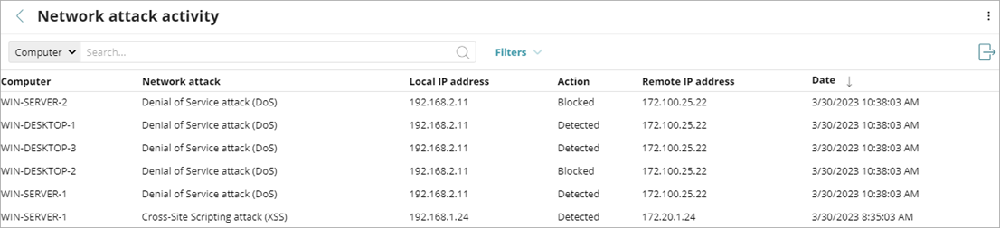 Network attack activity
Computer Search... Filters
Computer Network attack Local IP address Action Remote IP address Date
WIN-SERVER-2 Denial of Service attack (DoS) 192.168.2.11 Blocked 172.100.25.22 3/30/2023 10:38:03 AM
WIN-DESKTOP-1 Denial of Service attack (DoS) 192.168.2.11 Detected 172.100.25.22 3/30/2023 10:38:03 AM
WIN-DESKTOP-3 Denial of Service attack (DoS) 192.168.2.11 Detected 172.100.25.22 3/30/2023 10:38:03 AM
WIN-DESKTOP-2 Denial of Service attack (DoS) 192.168.2.11 Blocked 172.100.25.22 3/30/2023 10:38:03 AM
WIN-SERVER-1 Denial of Service attack (DoS) 192.168.2.11 Detected 172.100.25.22 3/30/2023 10:38:03 AM
WIN-SERVER-1 Cross-Site Scripting attack (XSS) 192.168.1.24 Detected 172.20.1.24 3/30/2023 8:35:03 AM